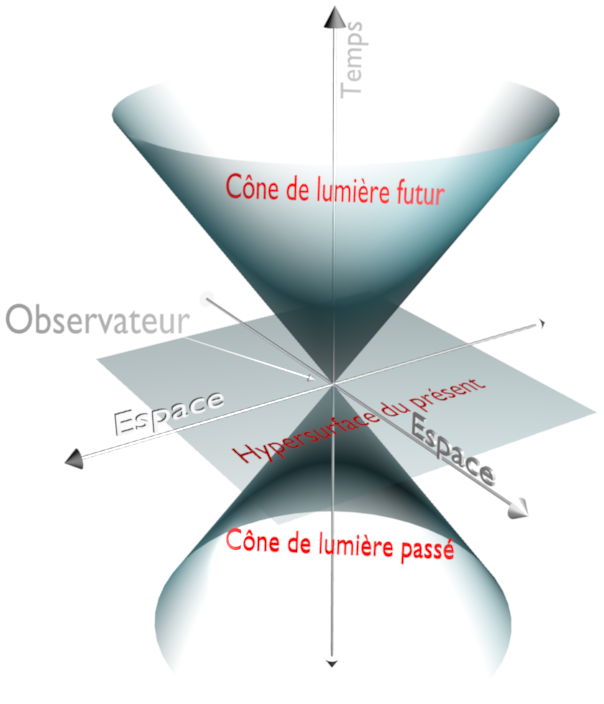 Temps
Cône de lumière futur
Observateur
Espace
Hypersurface du présent
Espace
Cône de lumière passé